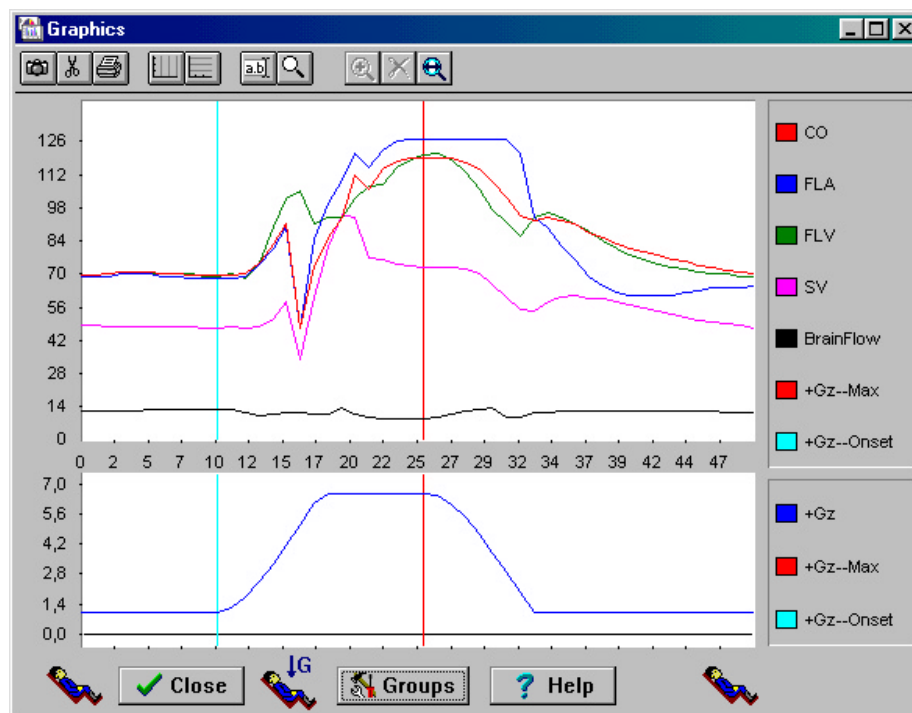 Graphics
a.b
126
112
98
84
70
56
42
28
14
0
0 2 5 7 10 12 15 17 20 22 25 27 29 32 34 37 39 42 44 47
CO
FLA
FLV
SV
BrainFlow
+Gz--Max
+Gz--Onset
7,0
5,6
4,2
2,8
1,4
0,0
+Gz
+Gz--Max
+Gz--Onset
Close
↓G
Groups
? Help